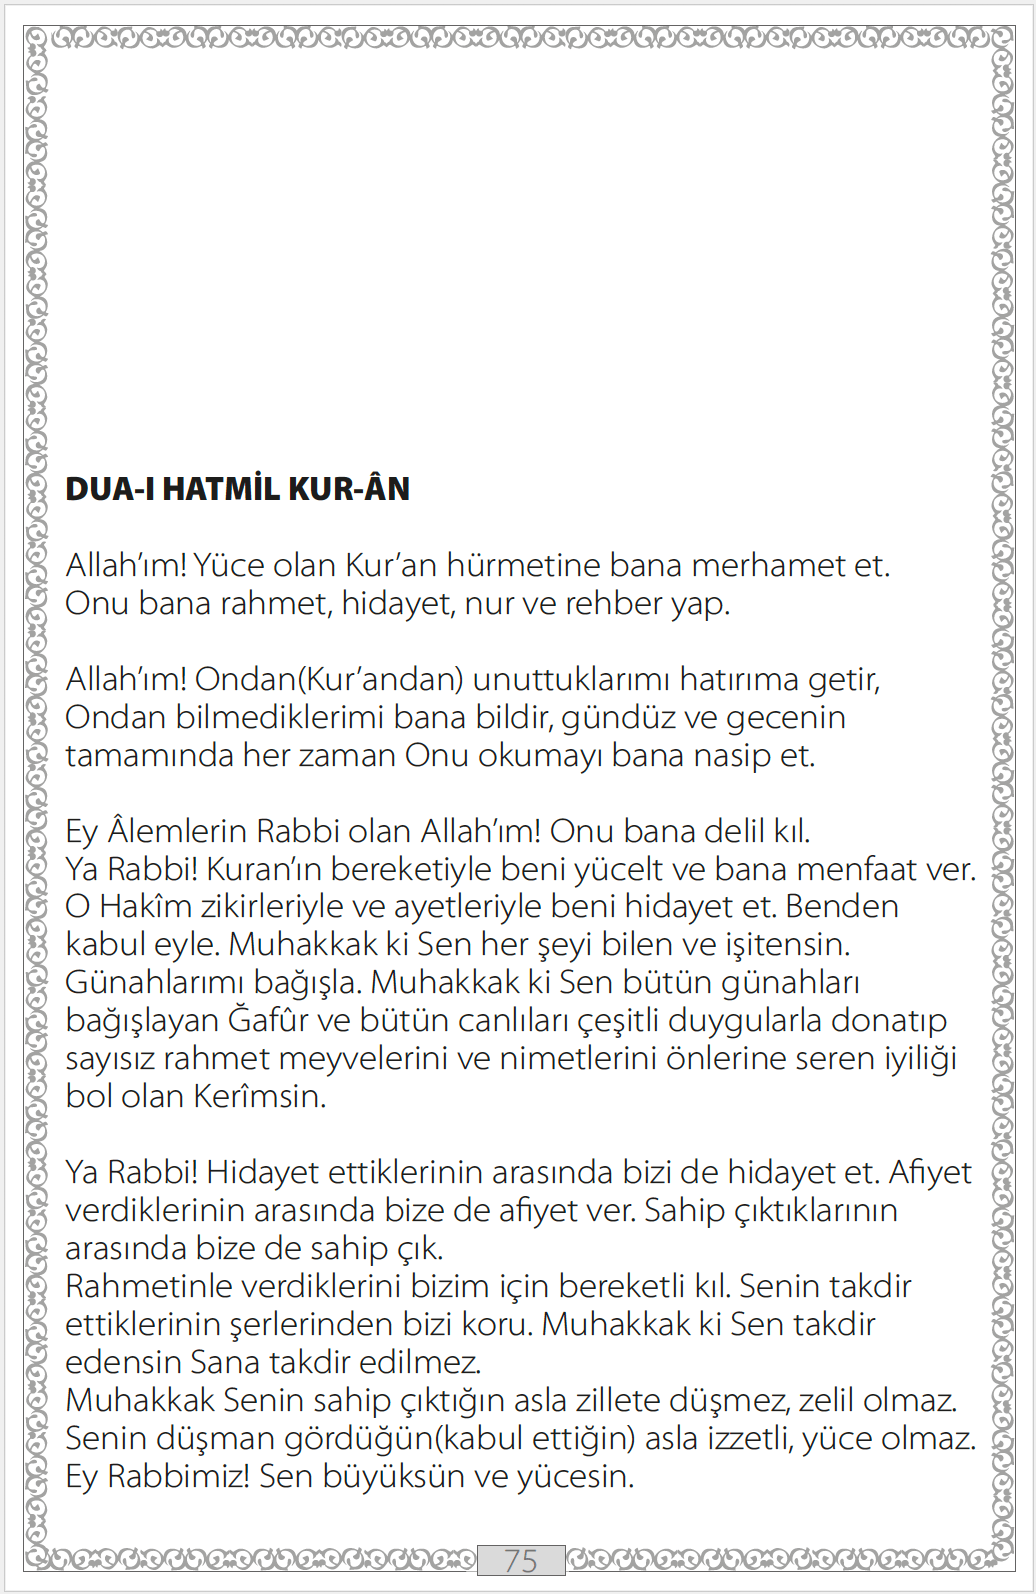 DUA-I HATMİL KUR-ÂN
Allah’ım! Yüce olan Kur’an hürmetine bana merhamet et.
Onu bana rahmet, hidayet, nur ve rehber yap.
Allah’ım! Ondan(Kur’andan) unuttuklarımı hatırıma getir,
Ondan bilmediklerimi bana bildir, gündüz ve gecenin
tamamında her zaman Onu okumayı bana nasip et.
Ey Âlemlerin Rabbi olan Allah’ım! Onu bana delil kıl.
Ya Rabbi! Kuran’ın bereketiyle beni yücelt ve bana menfaat ver.
O Hakîm zikirleriyle ve ayetleriyle beni hidayet et. Benden
kabul eyle. Muhakkak ki Sen her şeyi bilen ve işitensin.
Günahlarımı bağışla. Muhakkak ki Sen bütün günahları
bağışlayan Ğafûr ve bütün canlıları çeşitli duygularla donatıp
sayısız rahmet meyvelerini ve nimetlerini önlerine seren iyiliği
bol olan Kerîmsin.
Ya Rabbi! Hidayet ettiklerinin arasında bizi de hidayet et. Afiyet
verdiklerinin arasında bize de afiyet ver. Sahip çıktıklarının
arasında bize de sahip çık.
Rahmetinle verdiklerini bizim için bereketli kıl. Senin takdir
ettiklerinin şerlerinden bizi koru. Muhakkak ki Sen takdir
edensin Sana takdir edilmez.
Muhakkak Senin sahip çıktığın asla zillete düşmez, zelil olmaz.
Senin düşman gördüğün(kabul ettiğin) asla izzetli, yüce olmaz.
Ey Rabbimiz! Sen büyüksün ve yücesin.
75